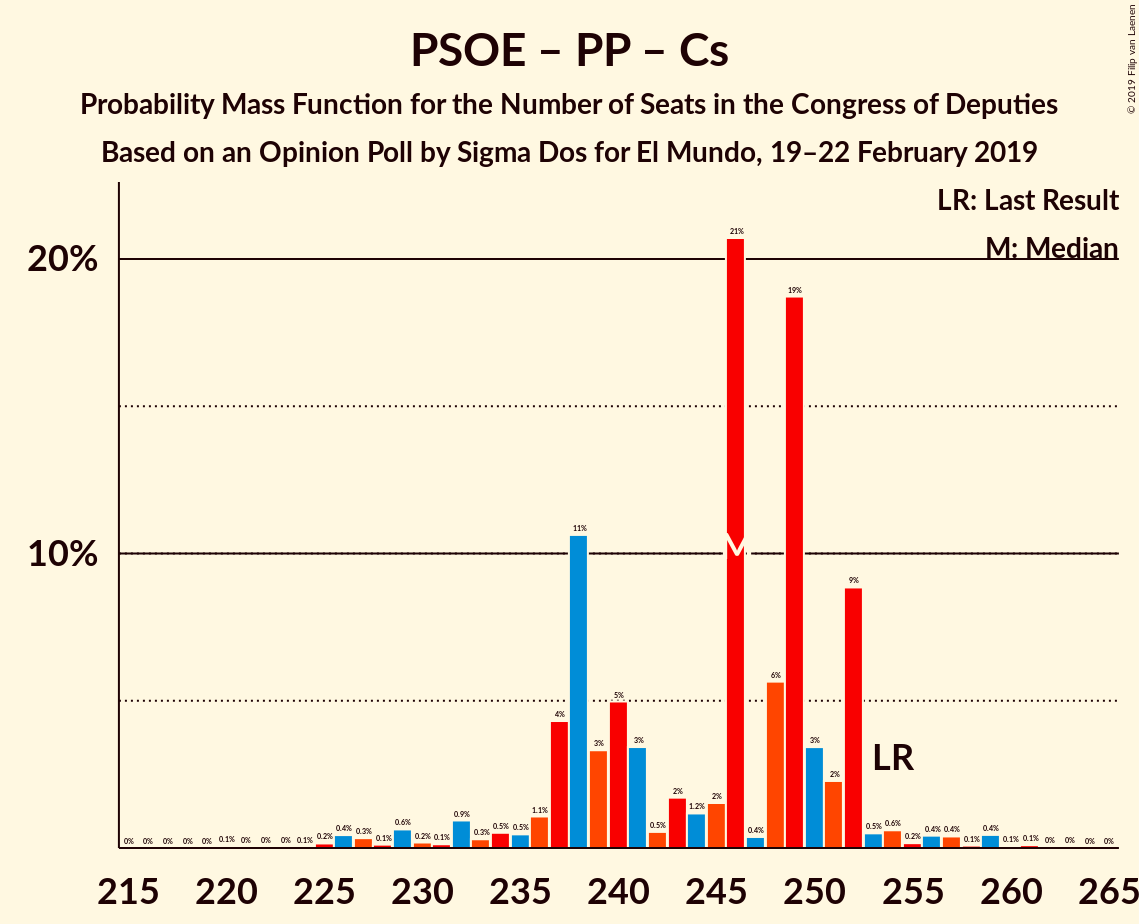 PSOE – PP – Cs
Probability Mass Function for the Number of Seats in the Congress of Deputies
Based on an Opinion Poll by Sigma Dos for El Mundo, 19–22 February 2019
© 2019 Filip van Laenen
LR: Last Result
M: Median
20%
10%
0% 0% 0% 0% 0% 0.1% 0% 0% 0% 0.1% 0.2% 0.4% 0.3% 0.1% 0.6% 0.2% 0.1% 0.9% 0.3% 0.5% 0.5% 1.1% 4% 11% 3% 5% 3% 0.5% 2% 1.2% 2% 21% 0.4% 6% 19% 3% 2% 9% 0.5% 0.6% 0.2% 0.4% 0.4% 0.1% 0.4% 0.1% 0.1% 0% 0% 0% 0%
M
LR
215 220 225 230 235 240 245 250 255 260 265